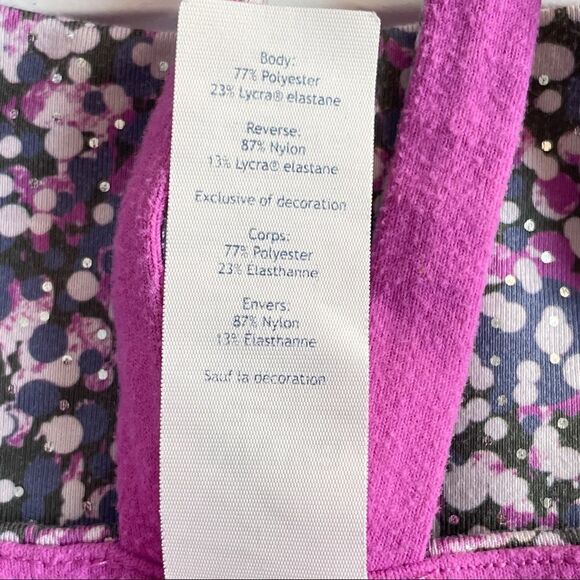 Body:
77% Polyester
23% Lycra® elastane
Reverse:
87% Nylon
13% Lycra® elastane
Exclusive of decoration
Corps:
77% Polyester
23% Elasthanne
Envers:
87% Nylon
13% Elasthanne
Sauf la decoration